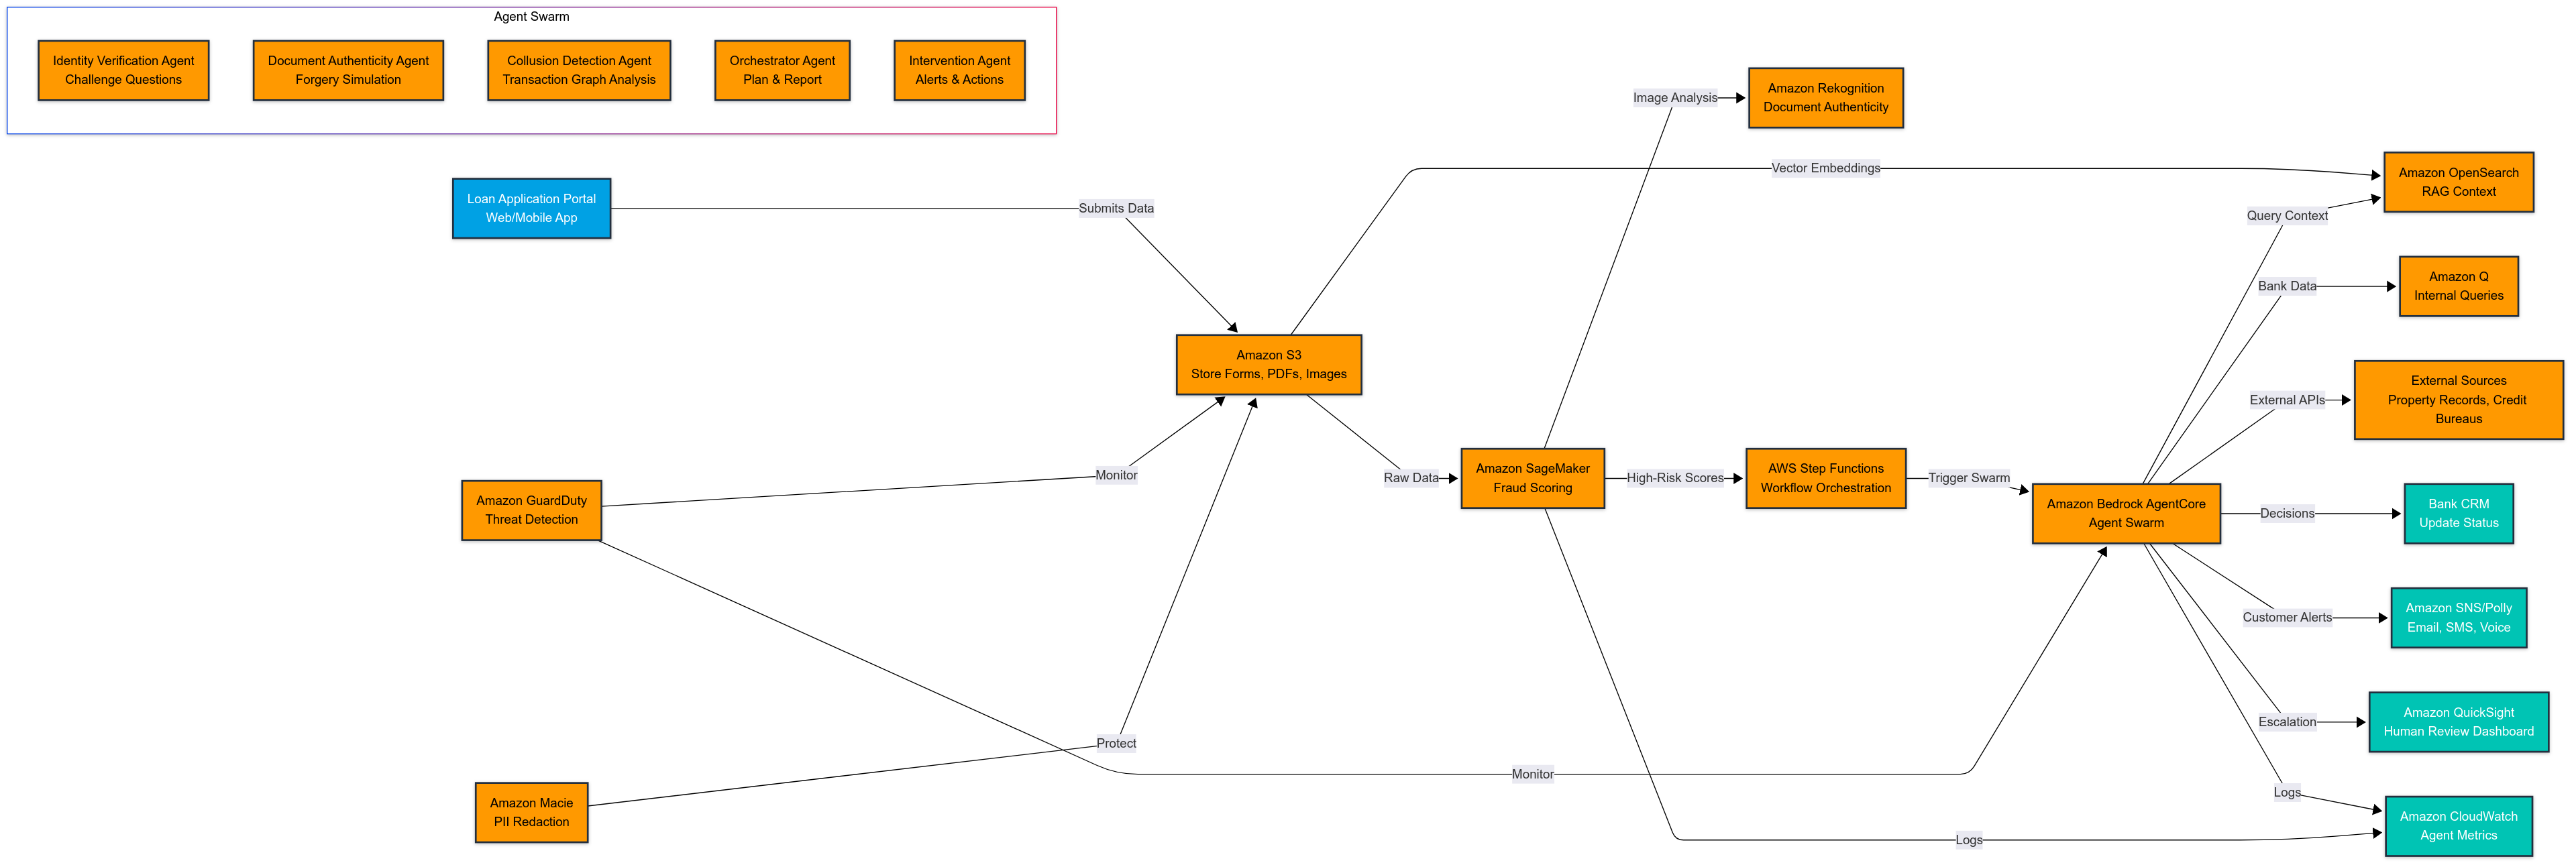 Agent Swarm
Identity Verification Agent
Challenge Questions
Document Authenticity Agent
Forgery Simulation
Collusion Detection Agent
Transaction Graph Analysis
Orchestrator Agent
Plan & Report
Intervention Agent
Alerts & Actions
Loan Application Portal
Web/Mobile App
Submits Data
Amazon GuardDuty
Threat Detection
Monitor
Amazon Macie
PII Redaction
Protect
Amazon S3
Store Forms, PDFs, Images
Raw Data
Vector Embeddings
Image Analysis
Amazon Rekognition
Document Authenticity
Amazon SageMaker
Fraud Scoring
High-Risk Scores
AWS Step Functions
Workflow Orchestration
Trigger Swarm
Monitor
Logs
Amazon Bedrock AgentCore
Agent Swarm
Query Context
Amazon OpenSearch
RAG Context
Bank Data
Amazon Q
Internal Queries
External APIs
External Sources
Property Records, Credit
Bureaus
Decisions
Bank CRM
Update Status
Customer Alerts
Amazon SNS/Polly
Email, SMS, Voice
Escalation
Amazon QuickSight
Human Review Dashboard
Logs
Amazon CloudWatch
Agent Metrics